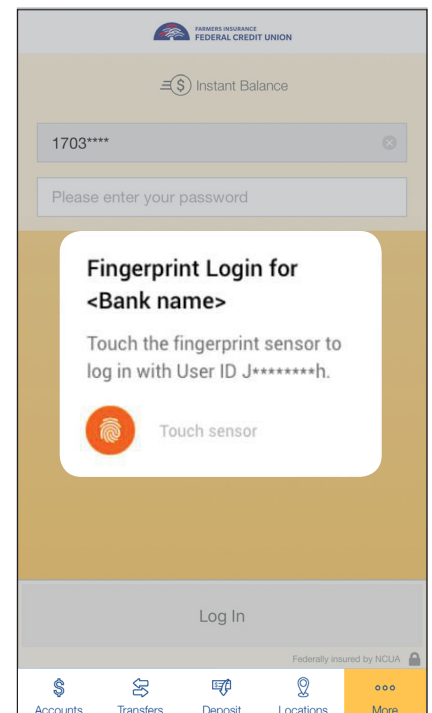 FARMERS INSURANCE
FEDERAL CREDIT UNION
Instant Balance
1703****
Please enter your password
Fingerprint Login for
<Bank name>
Touch the fingerprint sensor to
log in with User ID J********h.
Touch sensor
Log In
Federally insured by NCUA
Accounts Transfers Deposit Locations More